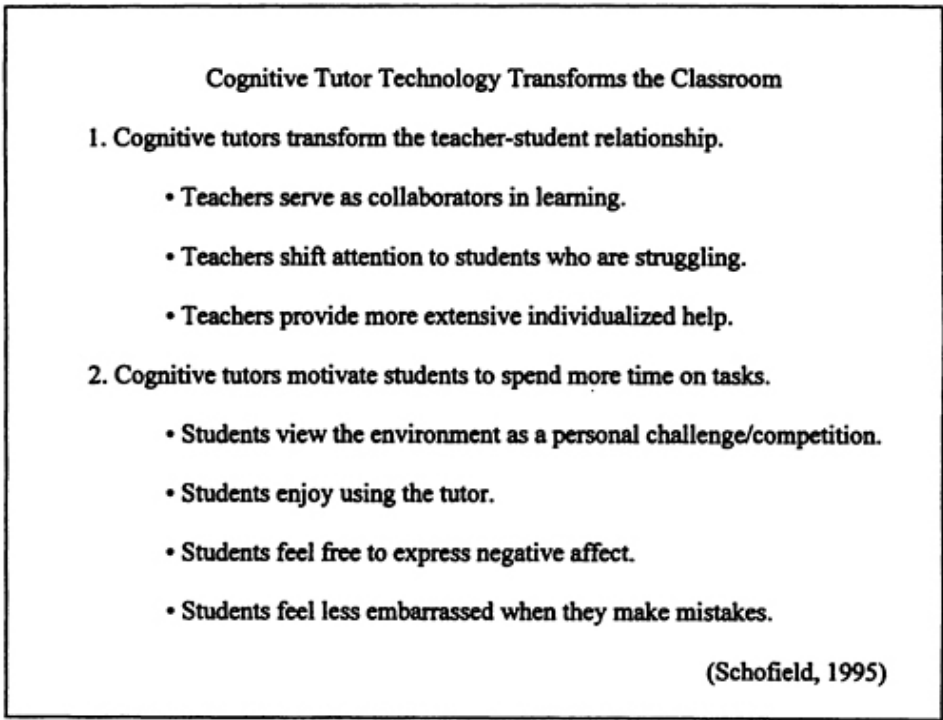 Cognitive Tutor Technology Transforms the Classroom
1. Cognitive tutors transform the teacher-student relationship.
• Teachers serve as collaborators in learning.
• Teachers shift attention to students who are struggling.
• Teachers provide more extensive individualized help.
2. Cognitive tutors motivate students to spend more time on tasks.
• Students view the environment as a personal challenge/competition.
• Students enjoy using the tutor.
• Students feel free to express negative affect.
• Students feel less embarrassed when they make mistakes.
(Schofield, 1995)